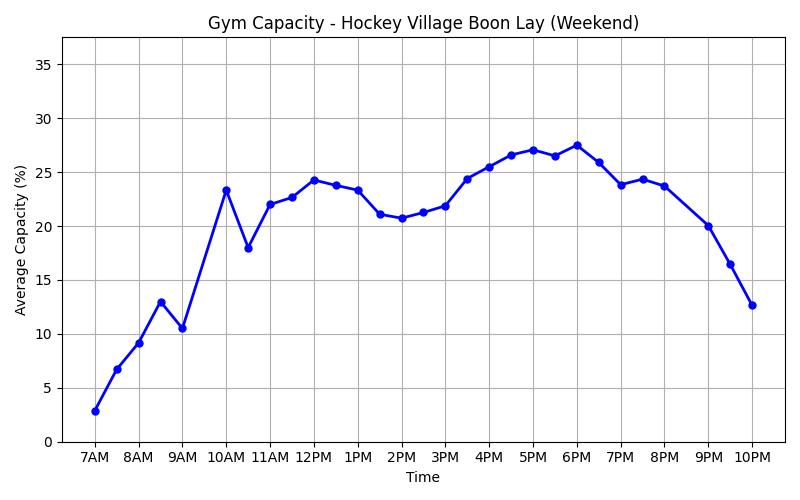 Gym Capacity - Hockey Village Boon Lay (Weekend)
Average Capacity (%)
35
30
25
20
15
10
5
0
7AM 8AM 9AM 10AM 11AM 12PM 1PM 2PM 3PM 4PM 5PM 6PM 7PM 8PM 9PM 10PM
Time